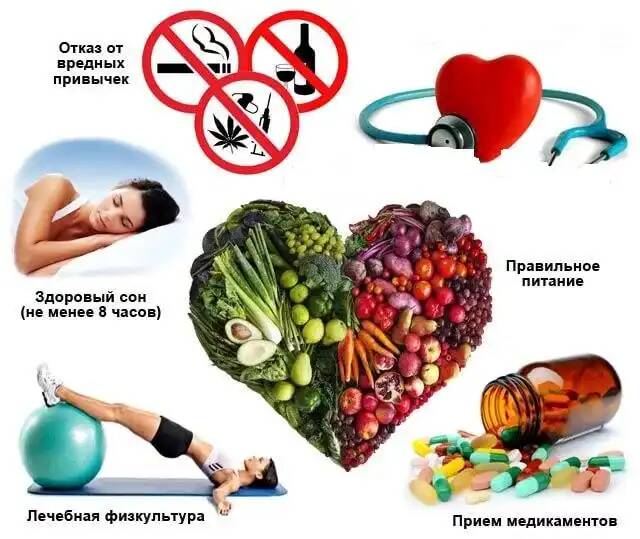 Отказ от
вредных
привычек
Здоровый сон
(не менее 8 часов)
Правильное
питание
Лечебная физкультура
Прием медикаментов